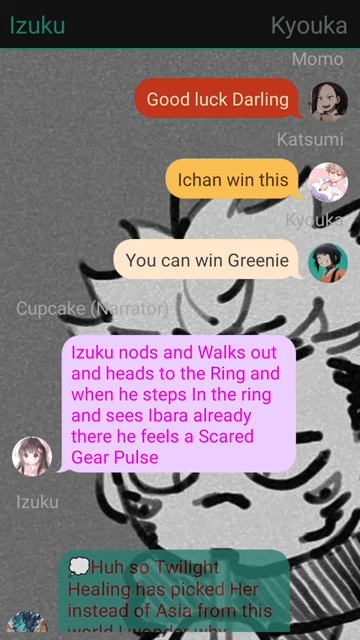 Izuku
Kyouka
Momo
Good luck Darling
Katsumi
Ichan win this
Kyouka
You can win Greenie
Cupcake (Narrator)
Izuku nods and Walks out
and heads to the Ring and
when he steps In the ring
and sees Ibara already
there he feels a Scared
Gear Pulse
Izuku
💭Huh so Twilight
Healing has picked Her
instead of Asia from this
world I wonder why